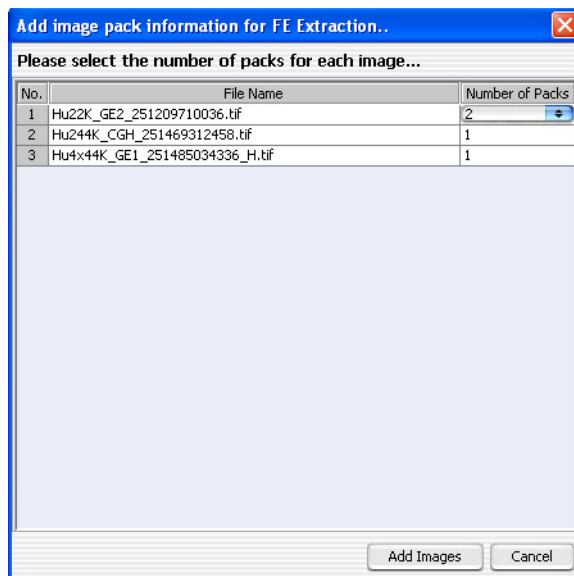 Add image pack information for FE Extraction..
Please select the number of packs for each image...
No. File Name Number of Packs
1 Hu22K_GE2_251209710036.tif 2
2 Hu244K_CGH_251469312458.tif 1
3 Hu4x44K_GE1_251485034336_H.tif 1
Add Images Cancel